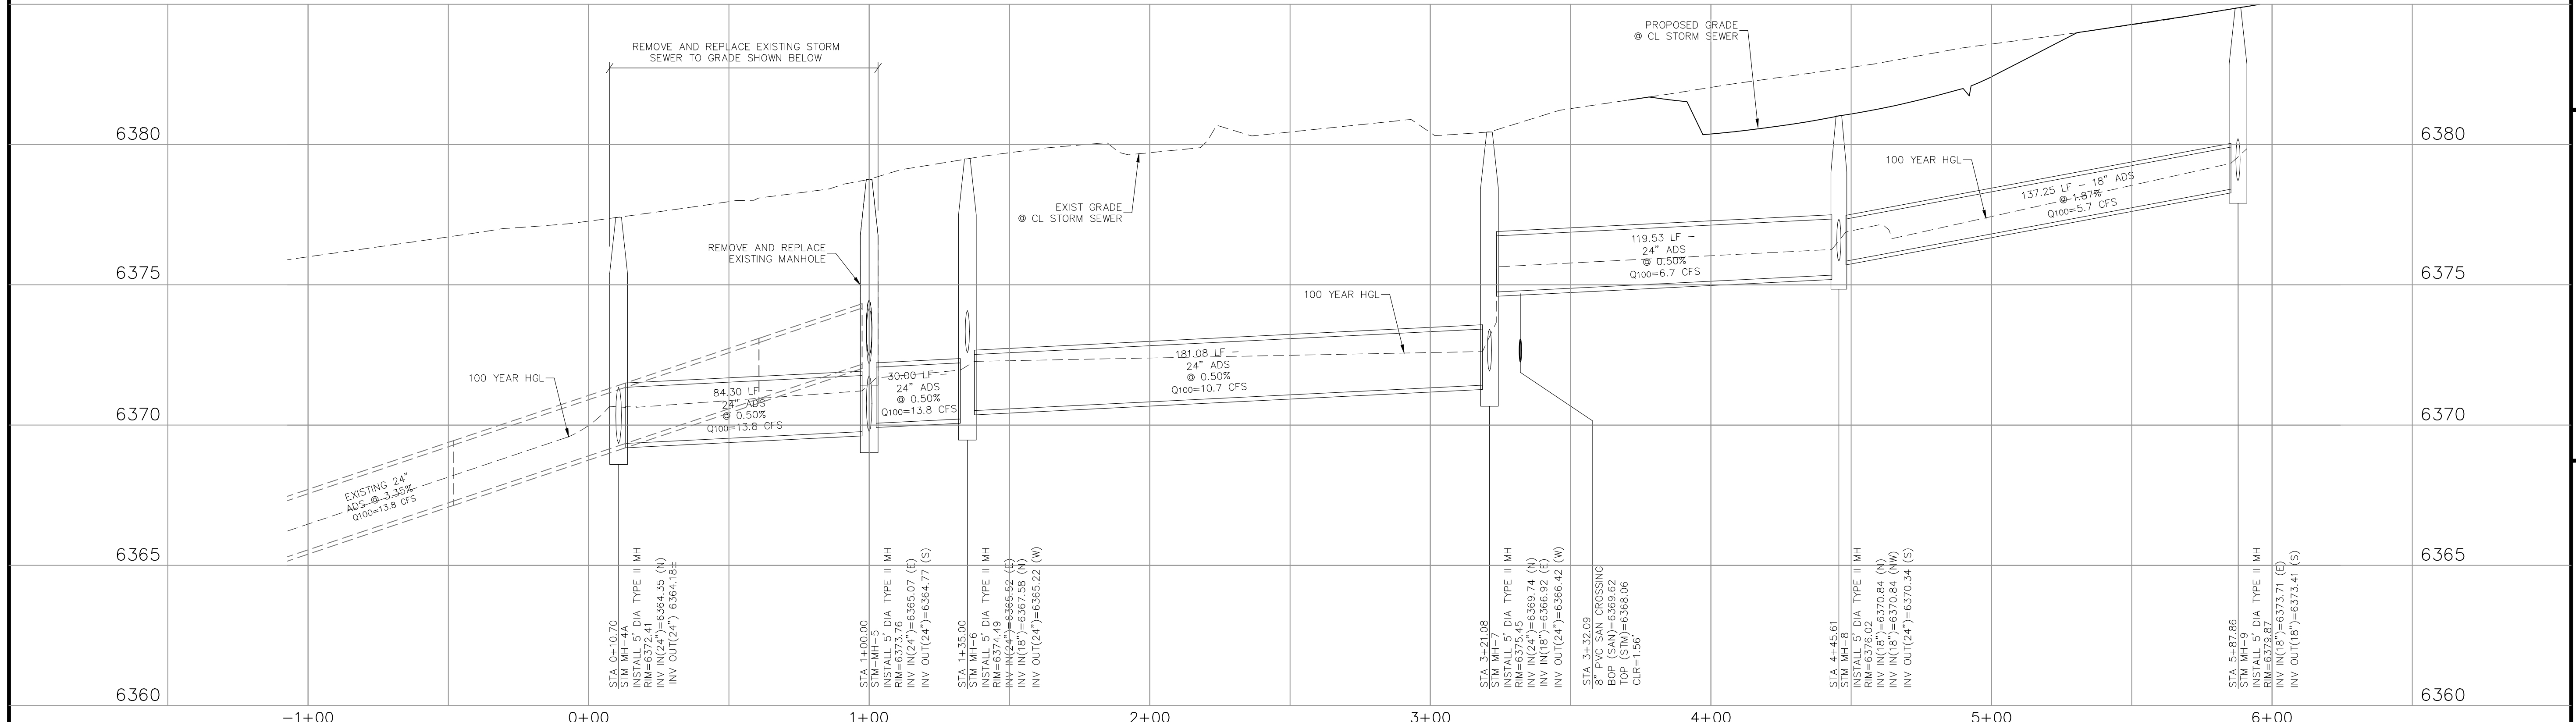 PROPOSED GRADE
@ CL STORM SEWER
REMOVE AND REPLACE EXISTING STORM
SEWER TO GRADE SHOWN BELOW
6380
6380
100 YEAR HGL
137.25 LF - 18" ADS
@ 1.87%
Q100=5.7 CFS
EXIST GRADE
@ CL STORM SEWER
REMOVE AND REPLACE
EXISTING MANHOLE
119.53 LF -
24" ADS
@ 0.50%
Q100=6.7 CFS
6375
6375
100 YEAR HGL
181.08 LF -
24" ADS
@ 0.50%
Q100=10.7 CFS
100 YEAR HGL
84.30 LF -
24" ADS
@ 0.50%
Q100=13.8 CFS
30.00 LF -
24" ADS
@ 0.50%
Q100=13.8 CFS
6370
6370
EXISTING 24"
ADS @ 3.35%
Q100=13.8 CFS
6365
6365
STA 0+10.70
STM MH-4A
INSTALL 5' DIA TYPE II MH
RIM=6372.41
INV IN(24")=6364.35 (N)
INV OUT(24") 6364.18±
STA 1+00.00
STM-MH-5
INSTALL 5' DIA TYPE II MH
RIM=6373.76
INV IN(24")=6365.07 (E)
INV OUT(24")=6364.77 (S)
STA 1+35.00
STM MH-6
INSTALL 5' DIA TYPE II MH
RIM=6374.49
INV IN(24")=6365.52 (E)
INV IN(18")=6367.58 (N)
INV OUT(24")=6365.22 (W)
STA 3+21.08
STM MH-7
INSTALL 5' DIA TYPE II MH
RIM=6375.45
INV IN(24")=6369.74 (N)
INV IN(18")=6366.92 (E)
INV OUT(24")=6366.42 (W)
STA 3+32.09
8" PVC SAN CROSSING
BOP (SAN)=6369.62
TOP (STM)=6368.06
CLR=1.56'
STA 4+45.61
STM MH-8
INSTALL 5' DIA TYPE II MH
RIM=6376.02
INV IN(18")=6370.84 (N)
INV IN(18")=6370.84 (NW)
INV OUT(24")=6370.34 (S)
STA 5+87.86
STM MH-9
INSTALL 5' DIA TYPE II MH
RIM=6379.87
INV IN(18")=6373.71 (E)
INV OUT(18")=6373.41 (S)
6360
6360
-1+00
0+00
1+00
2+00
3+00
4+00
5+00
6+00